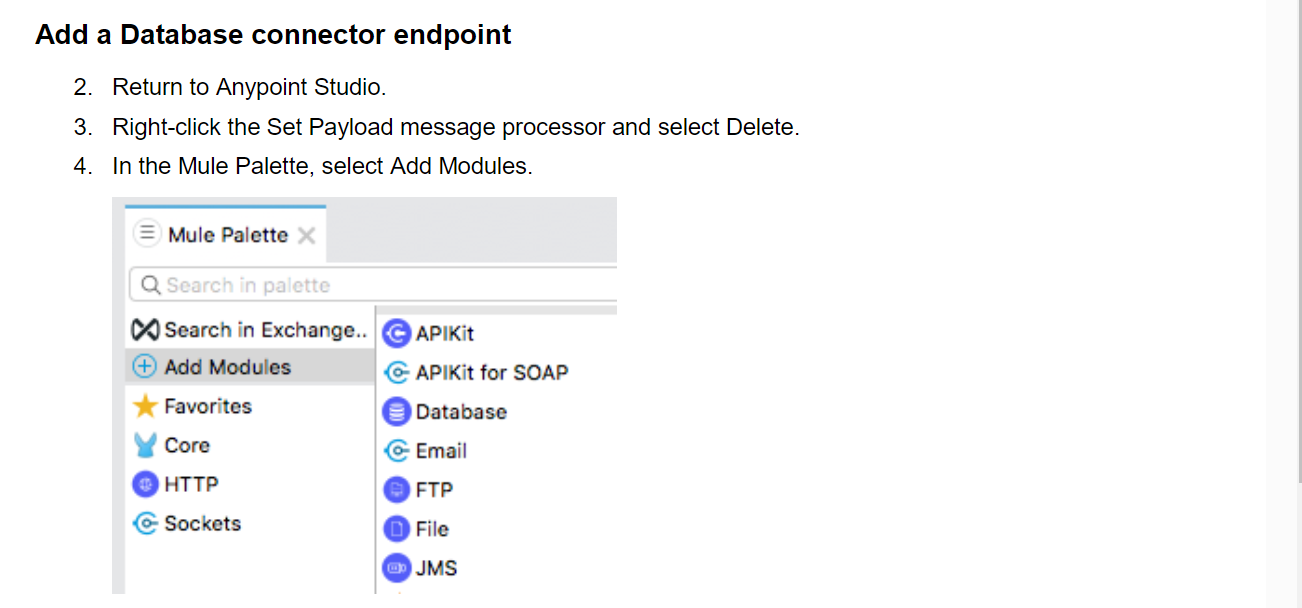 Add a Database connector endpoint
2. Return to Anypoint Studio.
3. Right-click the Set Payload message processor and select Delete.
4. In the Mule Palette, select Add Modules.
Mule Palette
Search in palette
Search in Exchange..
Add Modules
Favorites
Core
HTTP
Sockets
APIKit
APIKit for SOAP
Database
Email
FTP
File
JMS